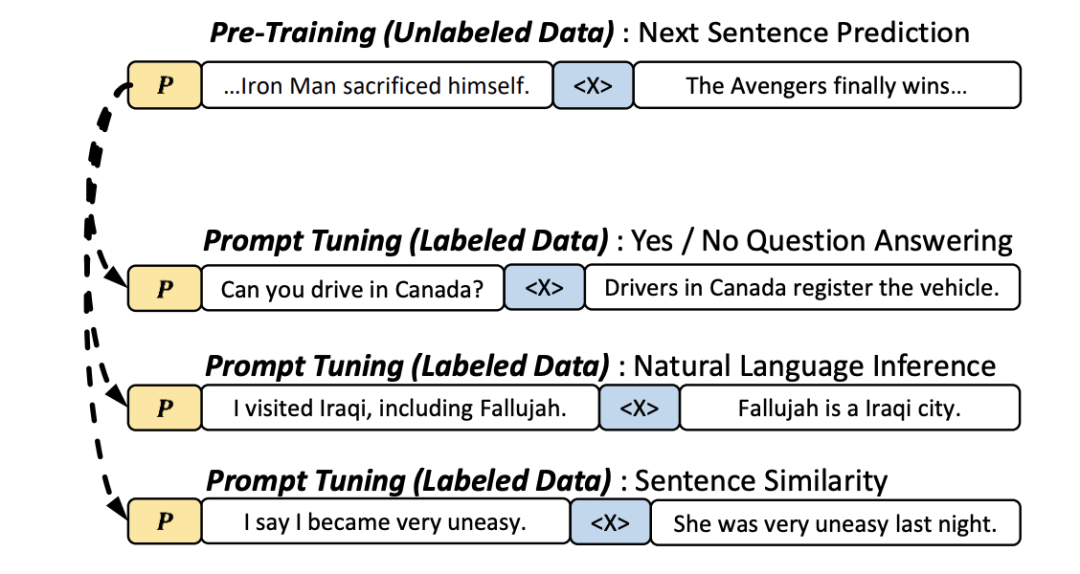 Pre-Training (Unlabeled Data) : Next Sentence Prediction
P ...Iron Man sacrificed himself. <X> The Avengers finally wins...
Prompt Tuning (Labeled Data) : Yes / No Question Answering
P Can you drive in Canada? <X> Drivers in Canada register the vehicle.
Prompt Tuning (Labeled Data) : Natural Language Inference
P I visited Iraqi, including Fallujah. <X> Fallujah is a Iraqi city.
Prompt Tuning (Labeled Data) : Sentence Similarity
P I say I became very uneasy. <X> She was very uneasy last night.